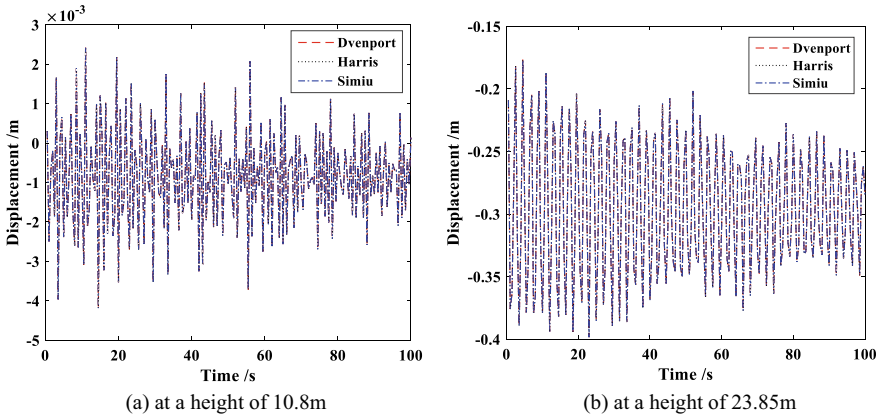 ×10⁻³
3
2
1
0
-1
-2
-3
-4
-5
Displacement /m
0 20 40 60 80 100
Time /s
Dvenport
Harris
Simiu
(a) at a height of 10.8m
-0.15
-0.2
-0.25
-0.3
-0.35
-0.4
Displacement /m
0 20 40 60 80 100
Time /s
Dvenport
Harris
Simiu
(b) at a height of 23.85m